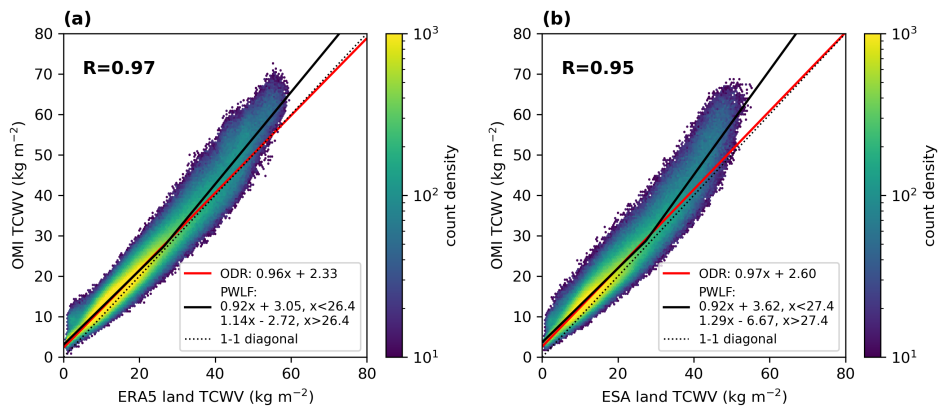 (a)
R=0.97
80
70
60
50
40
30
20
10
0
OMI TCWV (kg m⁻²)
0
20
40
60
80
ERA5 land TCWV (kg m⁻²)
ODR: 0.96x + 2.33
PWLF:
0.92x + 3.05, x<26.4
1.14x - 2.72, x>26.4
1-1 diagonal
10³
10²
10¹
count density
(b)
R=0.95
80
70
60
50
40
30
20
10
0
OMI TCWV (kg m⁻²)
0
20
40
60
80
ESA land TCWV (kg m⁻²)
ODR: 0.97x + 2.60
PWLF:
0.92x + 3.62, x<27.4
1.29x - 6.67, x>27.4
1-1 diagonal
10³
10²
10¹
count density